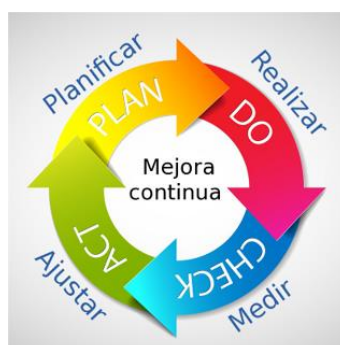 Planificar
PLAN
Realizar
DO
Mejora
continua
CHECK
Medir
ACT
Ajustar